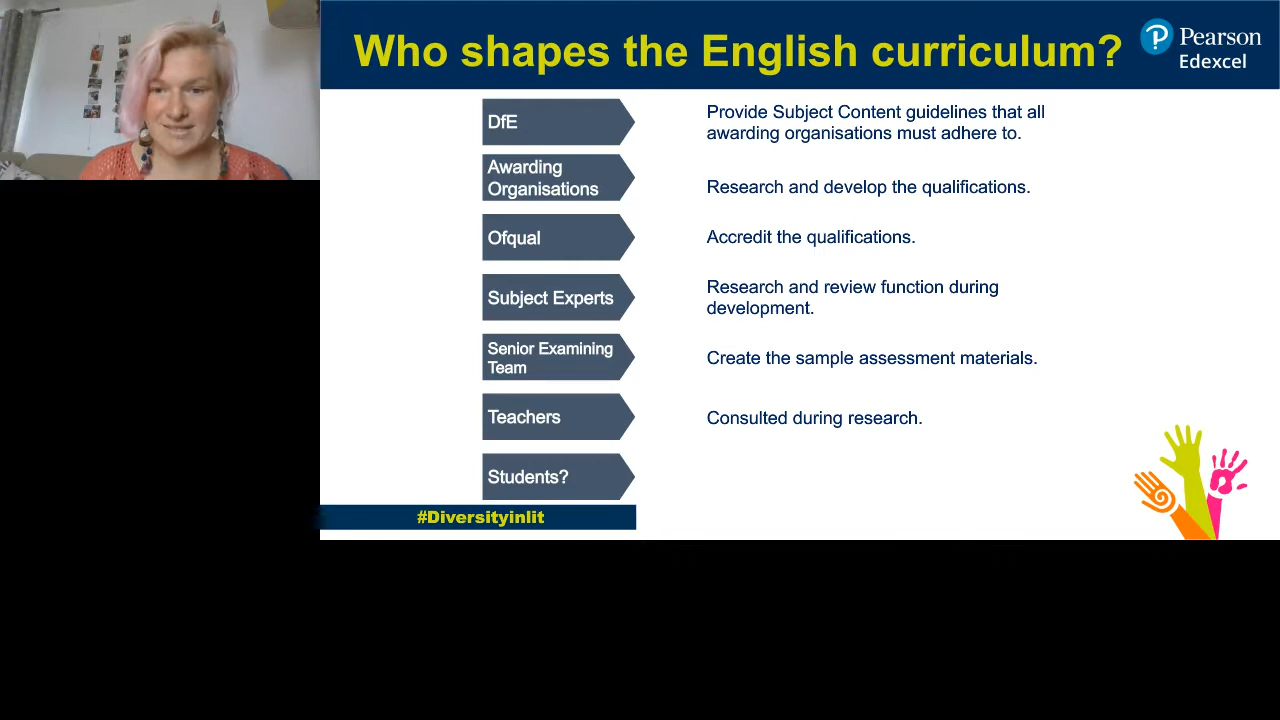 Who shapes the English curriculum?
Pearson
Edexcel
DfE
Provide Subject Content guidelines that all
awarding organisations must adhere to.
Awarding
Organisations
Research and develop the qualifications.
Ofqual
Accredit the qualifications.
Subject Experts
Research and review function during
development.
Senior Examining
Team
Create the sample assessment materials.
Teachers
Consulted during research.
Students?
#Diversityinlit